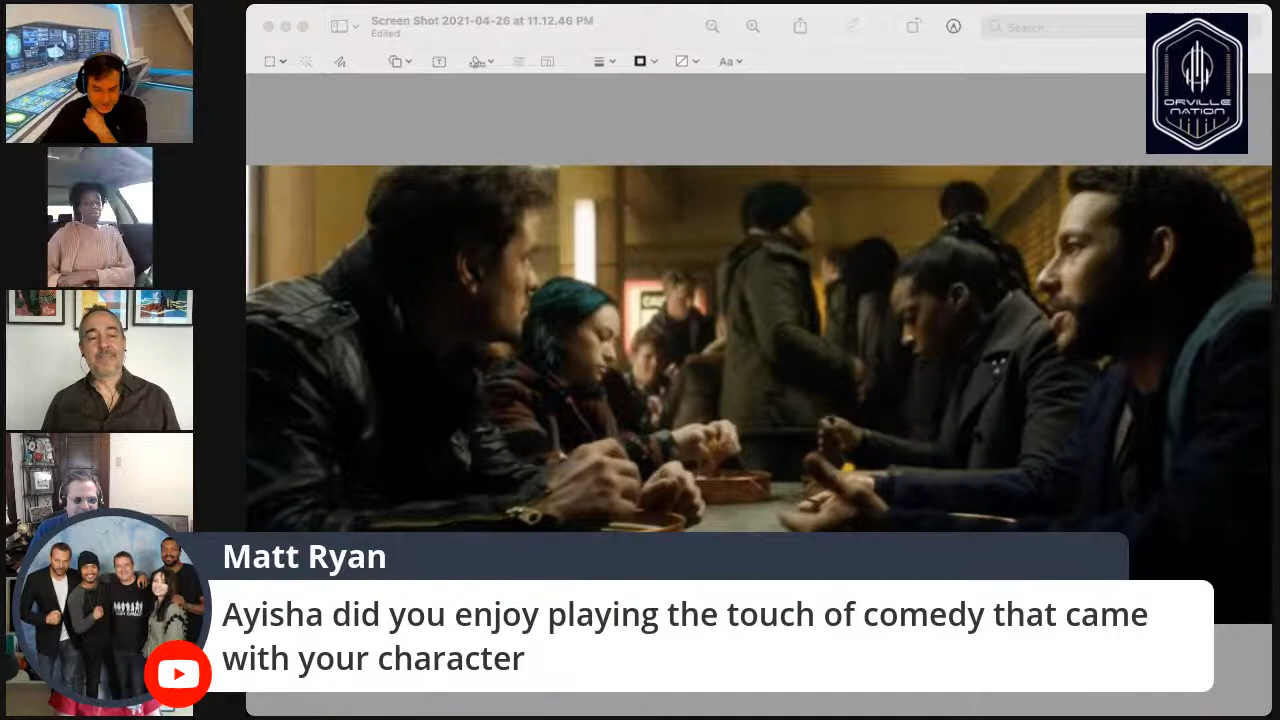 Screen Shot 2021-04-26 at 11.12.46 PM
Edited
Search
Aa
ORVILLE
NATION
Matt Ryan
Ayisha did you enjoy playing the touch of comedy that came
with your character